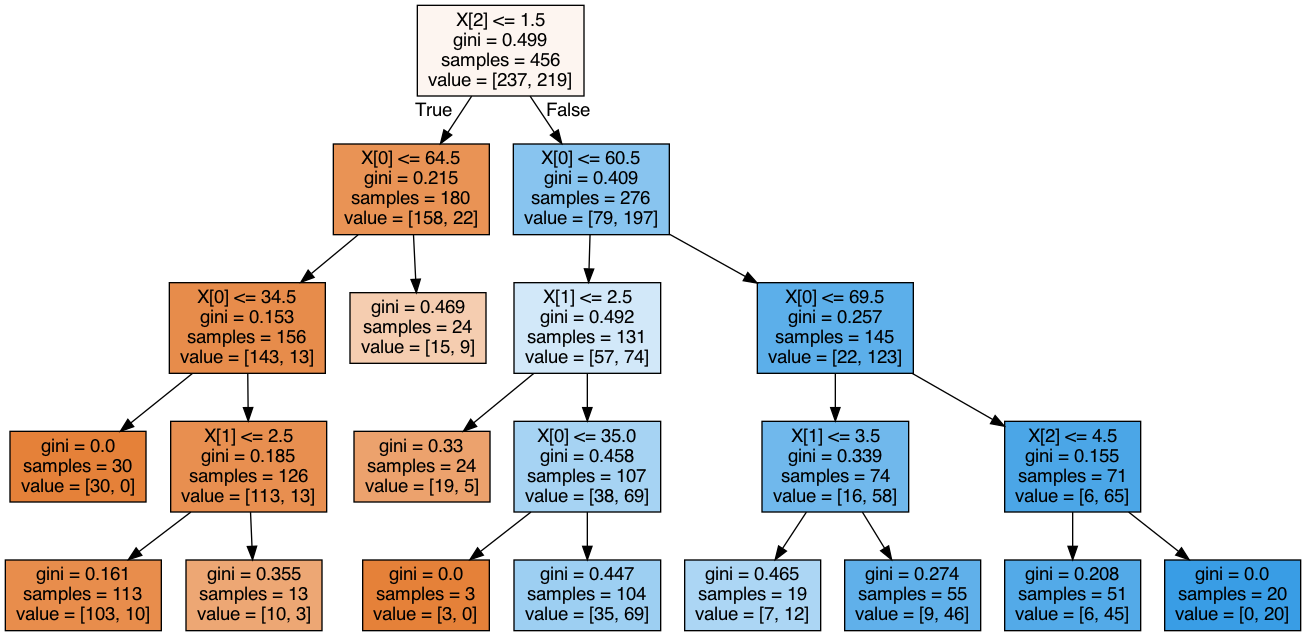 X[2] <= 1.5
gini = 0.499
samples = 456
value = [237, 219]
True
False
X[0] <= 64.5
gini = 0.215
samples = 180
value = [158, 22]
X[0] <= 60.5
gini = 0.409
samples = 276
value = [79, 197]
X[0] <= 34.5
gini = 0.153
samples = 156
value = [143, 13]
gini = 0.469
samples = 24
value = [15, 9]
X[1] <= 2.5
gini = 0.492
samples = 131
value = [57, 74]
X[0] <= 69.5
gini = 0.257
samples = 145
value = [22, 123]
gini = 0.0
samples = 30
value = [30, 0]
X[1] <= 2.5
gini = 0.185
samples = 126
value = [113, 13]
gini = 0.33
samples = 24
value = [19, 5]
X[0] <= 35.0
gini = 0.458
samples = 107
value = [38, 69]
X[1] <= 3.5
gini = 0.339
samples = 74
value = [16, 58]
X[2] <= 4.5
gini = 0.155
samples = 71
value = [6, 65]
gini = 0.161
samples = 113
value = [103, 10]
gini = 0.355
samples = 13
value = [10, 3]
gini = 0.0
samples = 3
value = [3, 0]
gini = 0.447
samples = 104
value = [35, 69]
gini = 0.465
samples = 19
value = [7, 12]
gini = 0.274
samples = 55
value = [9, 46]
gini = 0.208
samples = 51
value = [6, 45]
gini = 0.0
samples = 20
value = [0, 20]